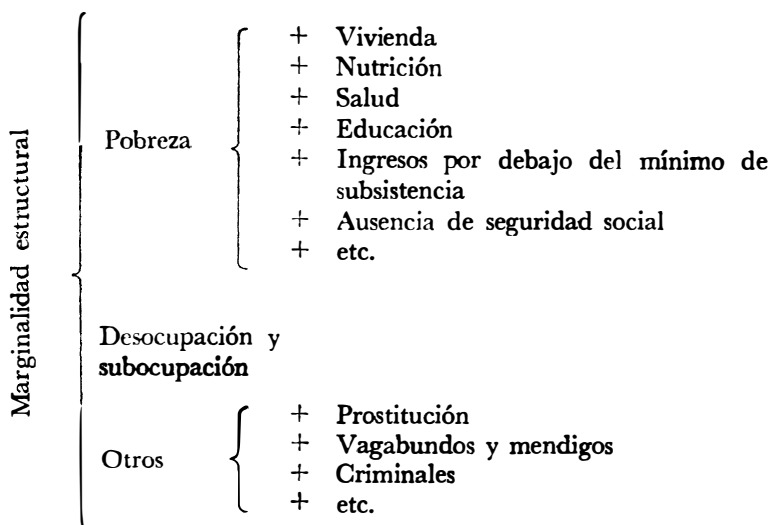 Marginalidad estructural
Pobreza
+ Vivienda
+ Nutrición
+ Salud
+ Educación
+ Ingresos por debajo del mínimo de
subsistencia
+ Ausencia de seguridad social
+ etc.
Desocupación y
subocupación
Otros
+ Prostitución
+ Vagabundos y mendigos
+ Criminales
+ etc.